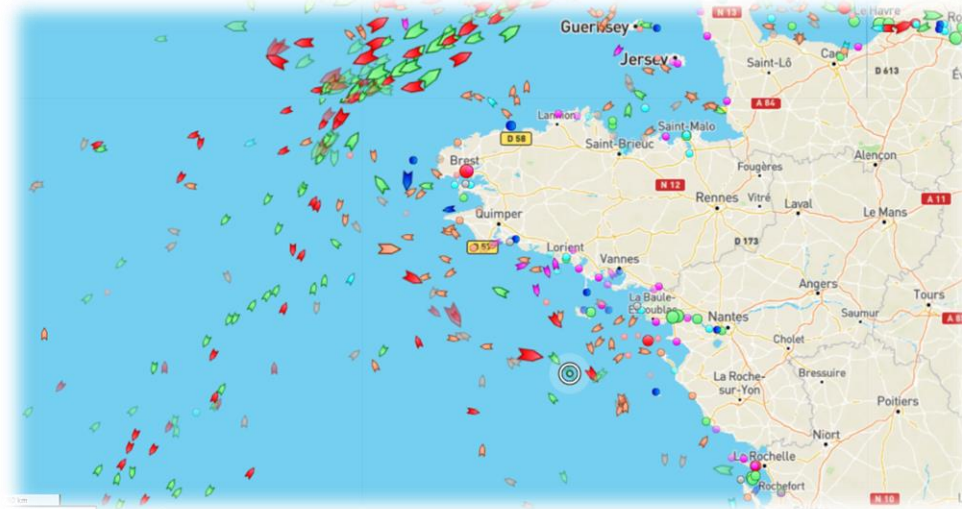 N 13
Le Havre
Guernsey
Jersey
Saint-Lô
D 613
A 84
Lannion
D 58
Saint-Malo
Saint-Brieuc
Brest
Fougères
Alençon
N 12
Rennes
Vitré
Laval
A 11
Le Mans
Quimper
D 173
Lorient
Vannes
La Baule-
Angers
Tours
Nantes
Saumur
Cholet
La Roche-
sur-Yon
Bressuire
Poitiers
Niort
La Rochelle
Rochefort
N 10